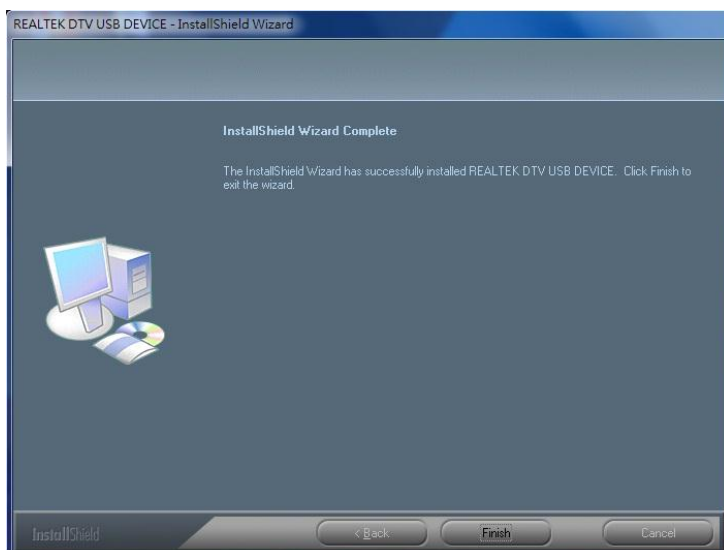 REALTEK DTV USB DEVICE - InstallShield Wizard
InstallShield Wizard Complete
The InstallShield Wizard has successfully installed REALTEK DTV USB DEVICE. Click Finish to
exit the wizard.
InstallShield
< Back
Finish
Cancel